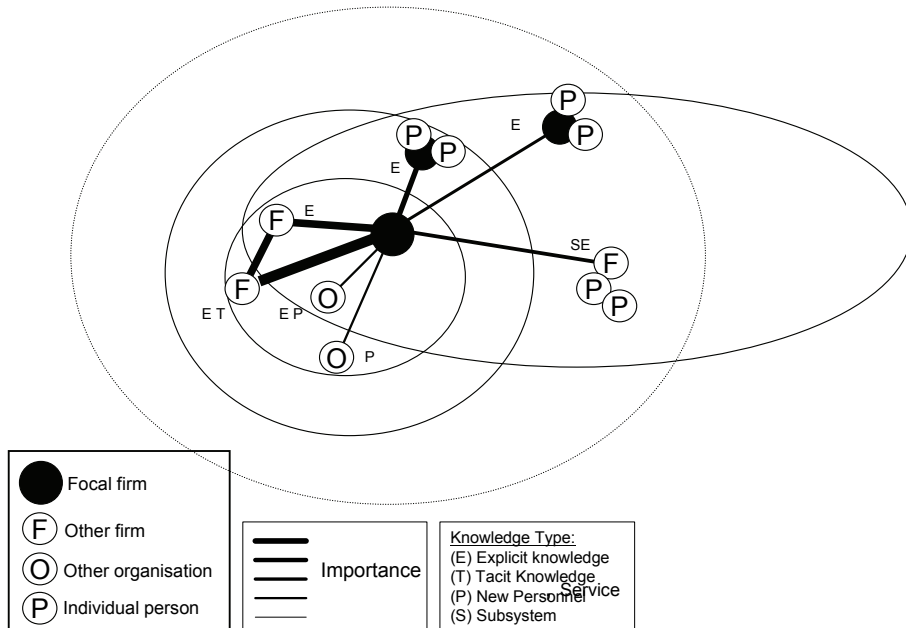 P
P
E
P
P
E
F
E
SE
F
P
P
F
E T
O
E P
O
P
Focal firm
F Other firm
O Other organisation
P Individual person
Importance
Knowledge Type:
(E) Explicit knowledge
(T) Tacit Knowledge
(P) New Personnel
, Service
(S) Subsystem